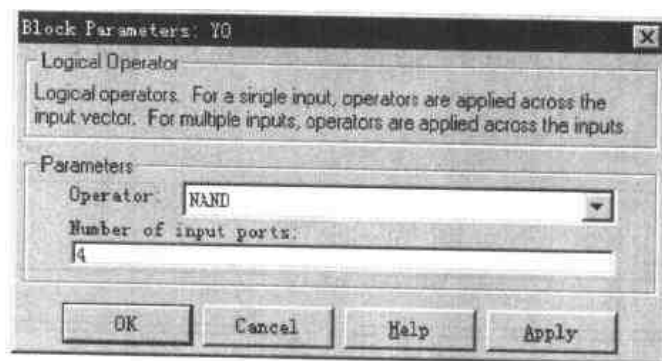 Block Parameters: Y0
Logical Operator
Logical operators. For a single input, operators are applied across the
input vector. For multiple inputs, operators are applied across the inputs
Parameters
Operator: NAND
Number of input ports:
4
OK Cancel Help Apply